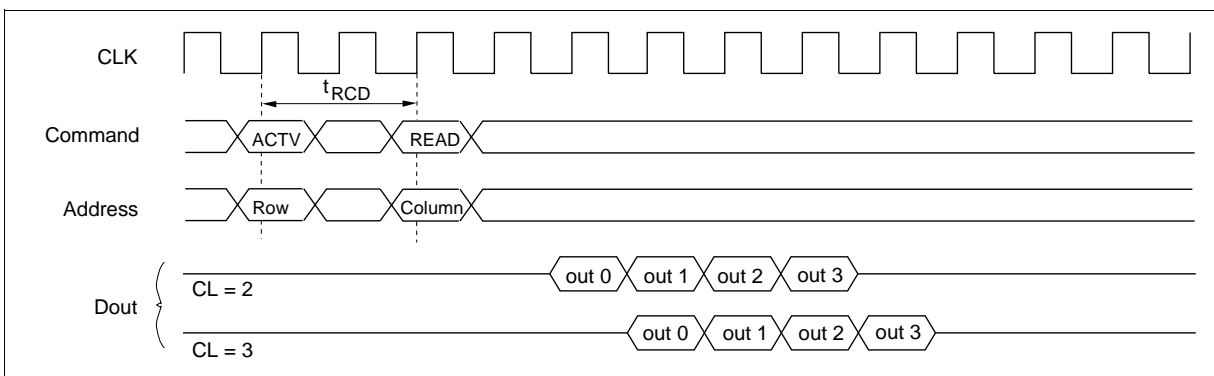 CLK
tRCD
Command ACTV READ
Address Row Column
Dout
CL = 2 out 0 out 1 out 2 out 3
CL = 3 out 0 out 1 out 2 out 3